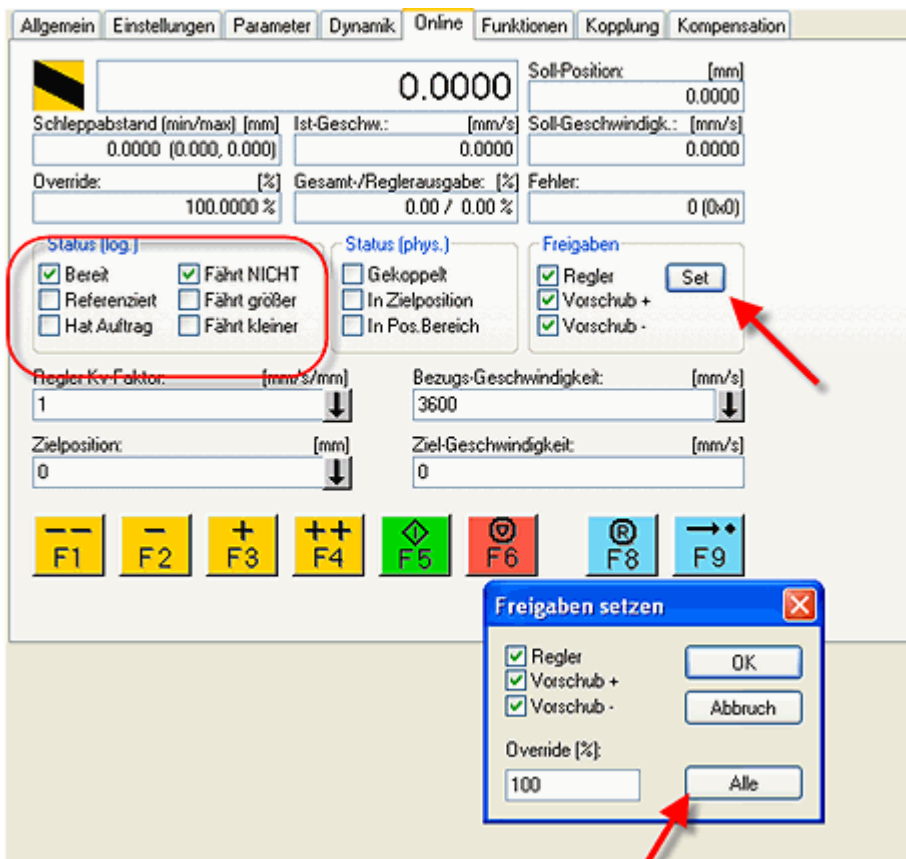 Allgemein Einstellungen Parameter Dynamik Online Funktionen Kopplung Kompensation
0.0000
Soll-Position: [mm]
0.0000
Schleppabstand (min/max) [mm] Ist-Geschw.: [mm/s] Soll-Geschwindigk.: [mm/s]
0.0000 (0.000, 0.000) 0.0000 0.0000
Override: [%] Gesamt-/Reglerausgabe: [%] Fehler:
100.0000 % 0.00 / 0.00 % 0 (0x0)
Status (log.) Status (phys.) Freigaben
Bereit Fährt NICHT Gekoppelt Regler Set
Referenziert Fährt größer In Zielposition Vorschub +
Hat Auftrag Fährt kleiner In Pos.Bereich Vorschub -
Regler Kv-Faktor: [mm/s/mm] Bezugs-Geschwindigkeit: [mm/s]
1 3600
Zielposition: [mm] Ziel-Geschwindigkeit: [mm/s]
0 0
-- - + ++
F1 F2 F3 F4 F5 F6 R F8 F9
Freigaben setzen
Regler OK
Vorschub +
Vorschub - Abbruch
Override [%]:
100 Alle